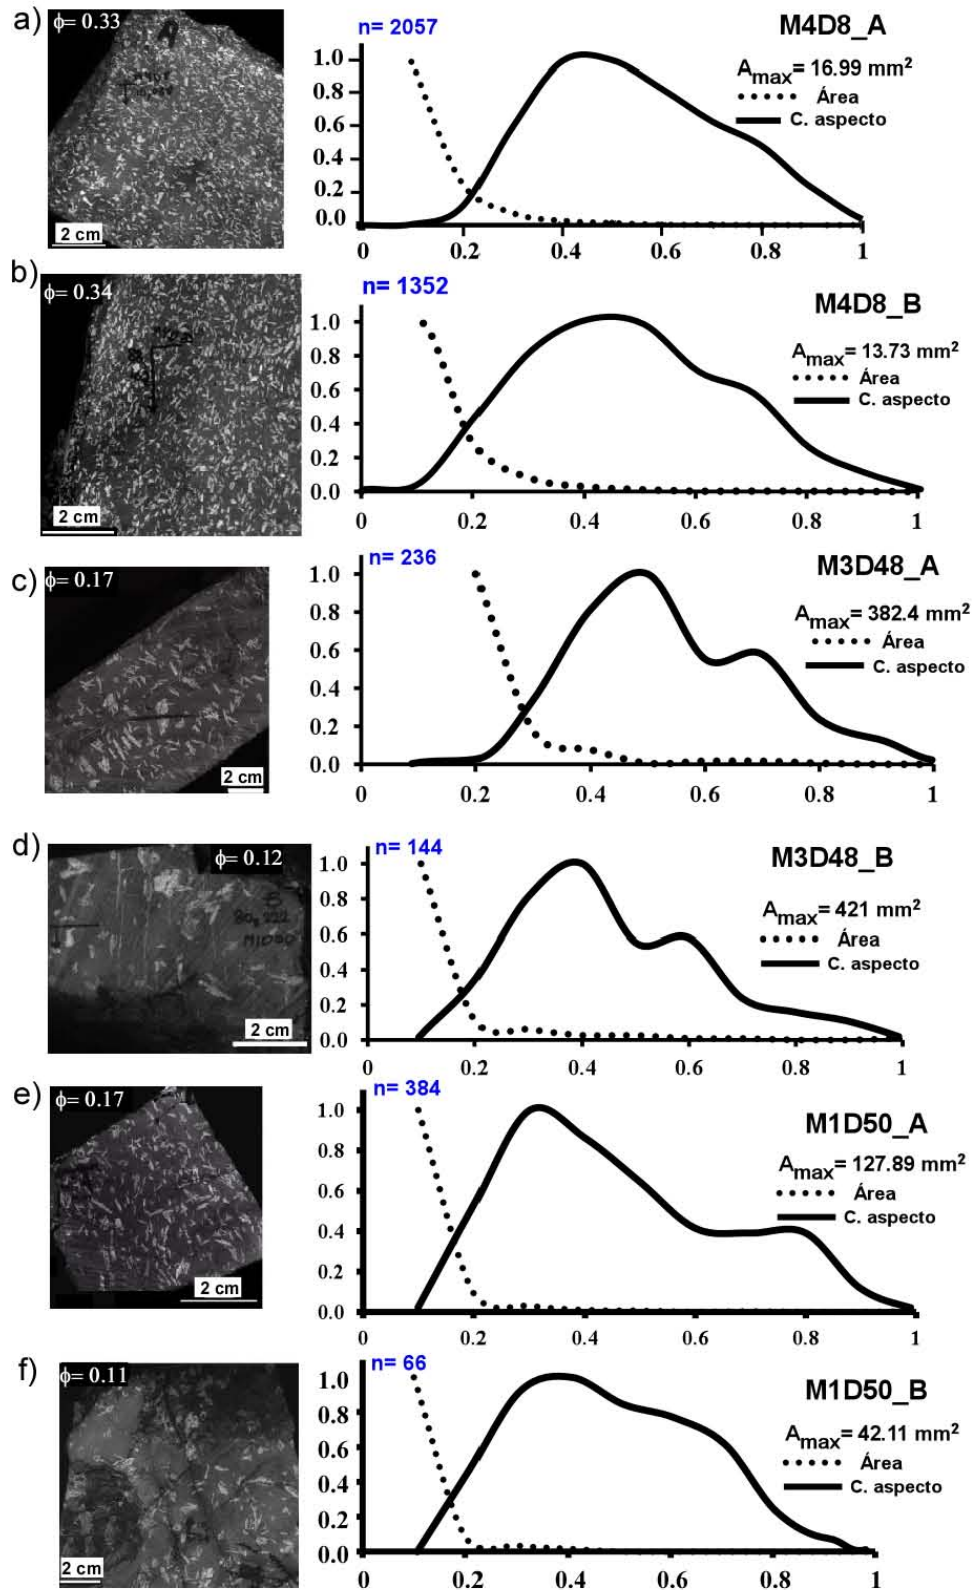 a)
ϕ= 0.33
A
2 cm
n= 2057
M4D8_A
Amax= 16.99 mm²
Área
C. aspecto
1.0
0.8
0.6
0.4
0.2
0.0
0 0.2 0.4 0.6 0.8 1
b)
ϕ= 0.34
2 cm
n= 1352
M4D8_B
Amax= 13.73 mm²
Área
C. aspecto
1.0
0.8
0.6
0.4
0.2
0.0
0 0.2 0.4 0.6 0.8 1
c)
ϕ= 0.17
2 cm
n= 236
M3D48_A
Amax= 382.4 mm²
Área
C. aspecto
1.0
0.8
0.6
0.4
0.2
0.0
0 0.2 0.4 0.6 0.8 1
d)
ϕ= 0.12
B
M1D50
2 cm
n= 144
M3D48_B
Amax= 421 mm²
Área
C. aspecto
1.0
0.8
0.6
0.4
0.2
0.0
0 0.2 0.4 0.6 0.8 1
e)
ϕ= 0.17
2 cm
n= 384
M1D50_A
Amax= 127.89 mm²
Área
C. aspecto
1.0
0.8
0.6
0.4
0.2
0.0
0 0.2 0.4 0.6 0.8 1
f)
ϕ= 0.11
2 cm
n= 66
M1D50_B
Amax= 42.11 mm²
Área
C. aspecto
1.0
0.8
0.6
0.4
0.2
0.0
0 0.2 0.4 0.6 0.8 1